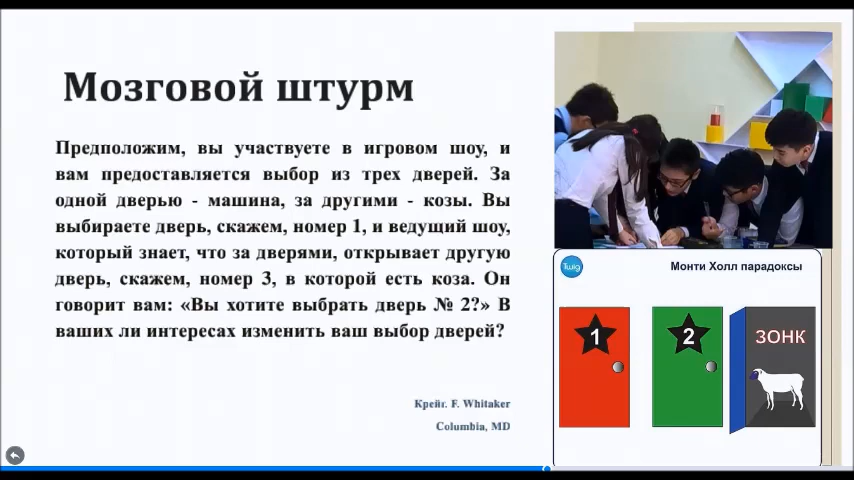 Мозговой штурм
Предположим, вы участвуете в игровом шоу, и
вам предоставляется выбор из трех дверей. За
одной дверью - машина, за другими - козы. Вы
выбираете дверь, скажем, номер 1, и ведущий шоу,
который знает, что за дверями, открывает другую
дверь, скажем, номер 3, в которой есть коза. Он
говорит вам: «Вы хотите выбрать дверь № 2?» В
ваших ли интересах изменить ваш выбор дверей?
Крейг. F. Whitaker
Columbia, MD
Twig
Монти Холл парадоксы
1
2
ЗОНК